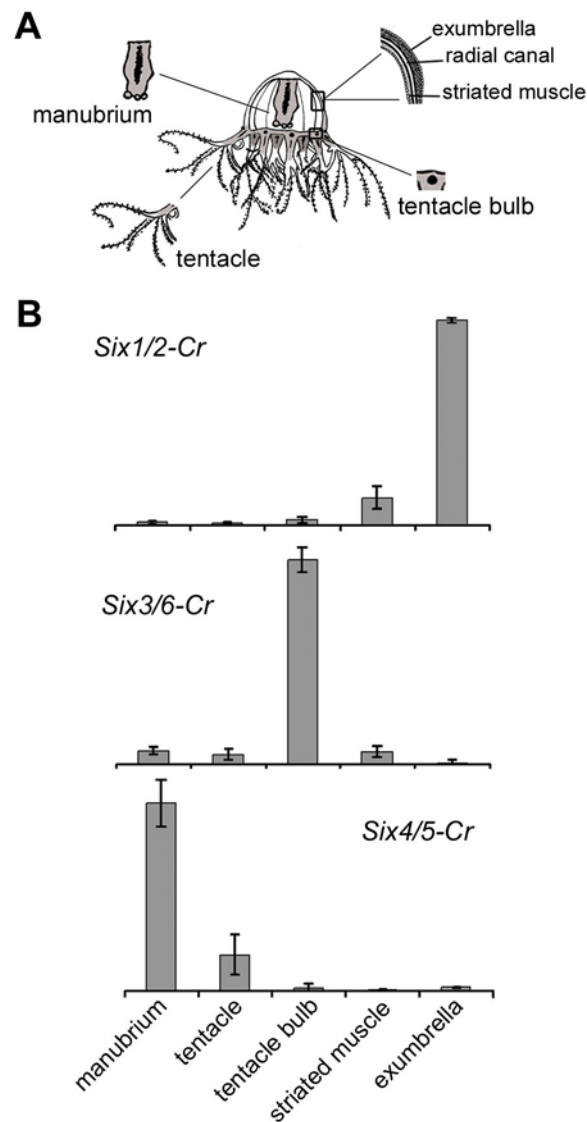 A
exumbrella
radial canal
striated muscle
manubrium
tentacle bulb
tentacle
B
Six1/2-Cr
Six3/6-Cr
Six4/5-Cr
manubrium
tentacle
tentacle bulb
striated muscle
exumbrella